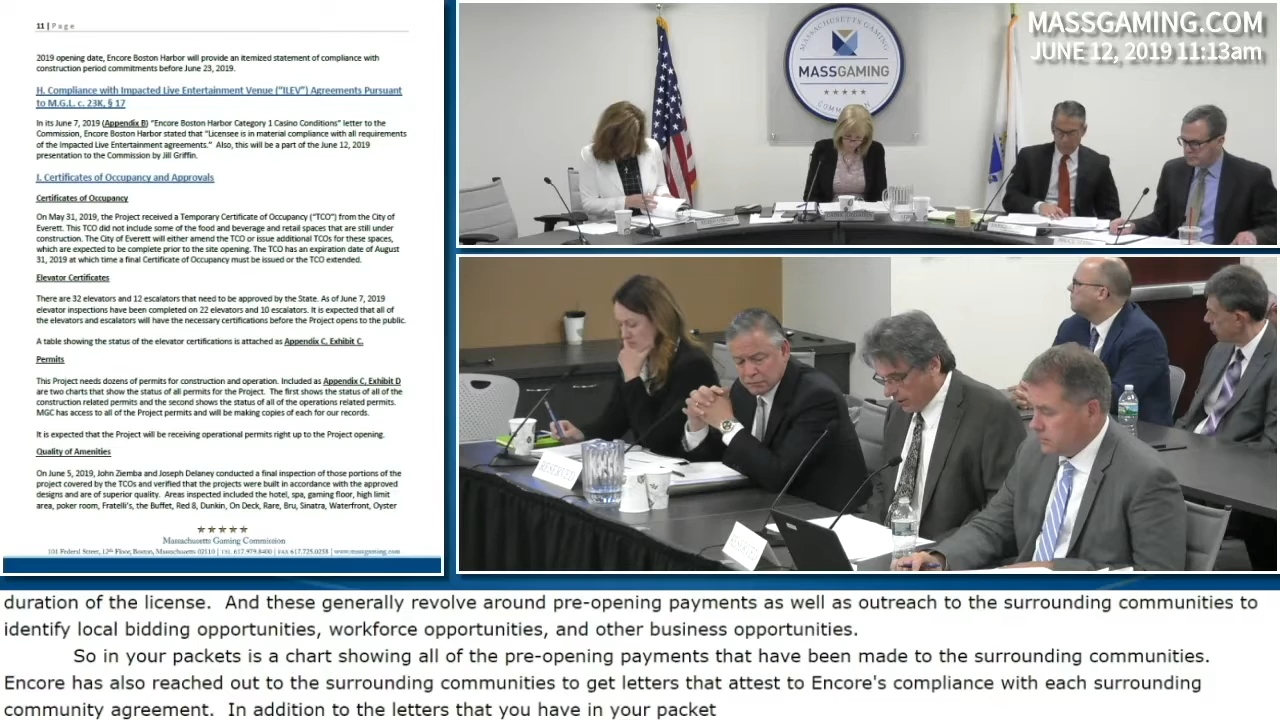 11 | Page
2019 opening date, Encore Boston Harbor will provide an itemized statement of compliance with
construction period commitments before June 23, 2019.
H. Compliance with Impacted Live Entertainment Venue ("ILEV") Agreements Pursuant
to M.G.L. c. 23K, § 17
In its June 7, 2019 (Appendix B) "Encore Boston Harbor Category 1 Casino Conditions" letter to the
Commission, Encore Boston Harbor stated that "Licensee is in material compliance with all requirements
of the Impacted Live Entertainment agreements." Also, this will be a part of the June 12, 2019
presentation to the Commission by Jill Griffin.
I. Certificates of Occupancy and Approvals
Certificates of Occupancy
On May 31, 2019, the Project received a Temporary Certificate of Occupancy ("TCO") from the City of
Everett. This TCO did not include some of the food and beverage and retail spaces that are still under
construction. The City of Everett will either amend the TCO or issue additional TCOs for these spaces,
which are expected to be complete prior to the site opening. The TCO has an expiration date of August
31, 2019 at which time a final Certificate of Occupancy must be issued or the TCO extended.
Elevator Certificates
There are 32 elevators and 12 escalators that need to be approved by the State. As of June 7, 2019
elevator inspections have been completed on 22 elevators and 10 escalators. It is expected that all of
the elevators and escalators will have the necessary certifications before the Project opens to the public.
A table showing the status of the elevator certifications is attached as Appendix C, Exhibit C.
Permits
This Project needs dozens of permits for construction and operation. Included as Appendix C, Exhibit D
are two charts that show the status of all permits for the Project. The first shows the status of all of the
construction related permits and the second shows the status of all of the operations related permits.
MGC has access to all of the Project permits and will be making copies of each for our records.
It is expected that the Project will be receiving operational permits right up to the Project opening.
Quality of Amenities
On June 5, 2019, John Ziemba and Joseph Delaney conducted a final inspection of those portions of the
project covered by the TCOs and verified that the projects were built in accordance with the approved
designs and are of superior quality. Areas inspected included the hotel, spa, gaming floor, high limit
area, poker room, Fratelli's, the Buffet, Red 8, Dunkin, On Deck, Rare, Bru, Sinatra, Waterfront, Oyster
★★★★★
Massachusetts Gaming Commission
101 Federal Street, 12th Floor, Boston, Massachusetts 02110 | TEL 617.979.8400 | FAX 617.725.0258 | www.massgaming.com
MASSACHUSETTS GAMING
MASSGAMING
★★★★★
MASSGAMING.COM
JUNE 12, 2019 11:13am
RESERVED
RESERVED
duration of the license. And these generally revolve around pre-opening payments as well as outreach to the surrounding communities to
identify local bidding opportunities, workforce opportunities, and other business opportunities.
So in your packets is a chart showing all of the pre-opening payments that have been made to the surrounding communities.
Encore has also reached out to the surrounding communities to get letters that attest to Encore's compliance with each surrounding
community agreement. In addition to the letters that you have in your packet